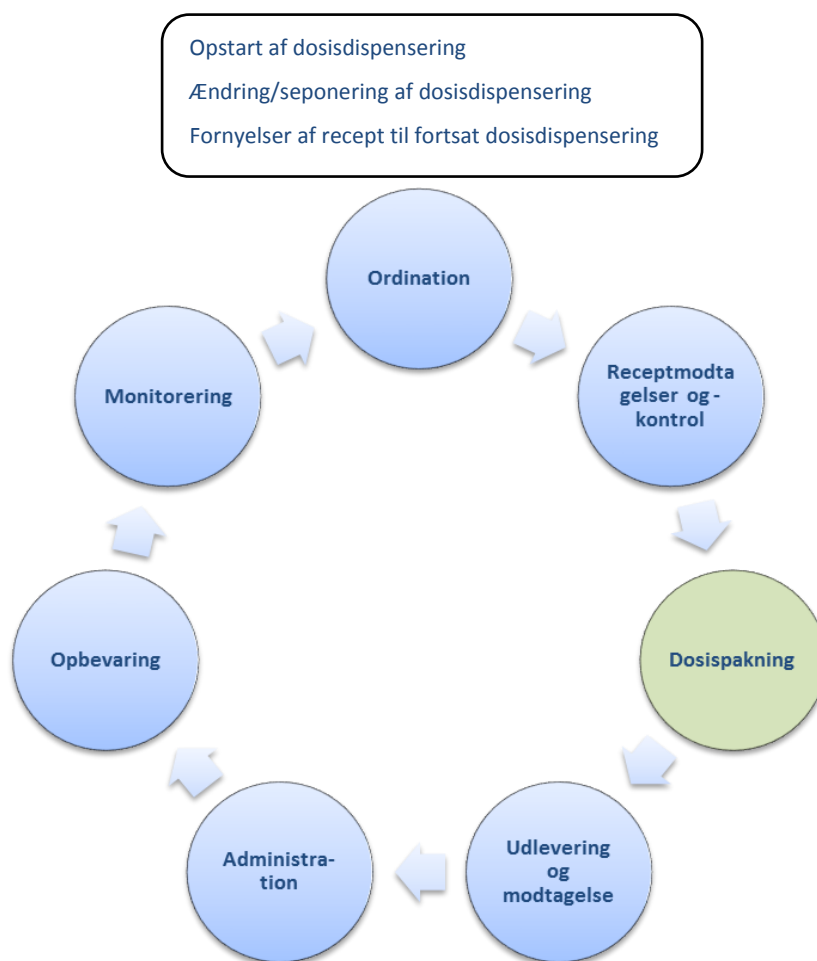 Opstart af dosisdispensering
Ændring/seponering af dosisdispensering
Fornyelser af recept til fortsat dosisdispensering
Ordination
Receptmodta
gelser og -
kontrol
Dosispakning
Udlevering
og
modtagelse
Administra-
tion
Opbevaring
Monitorering